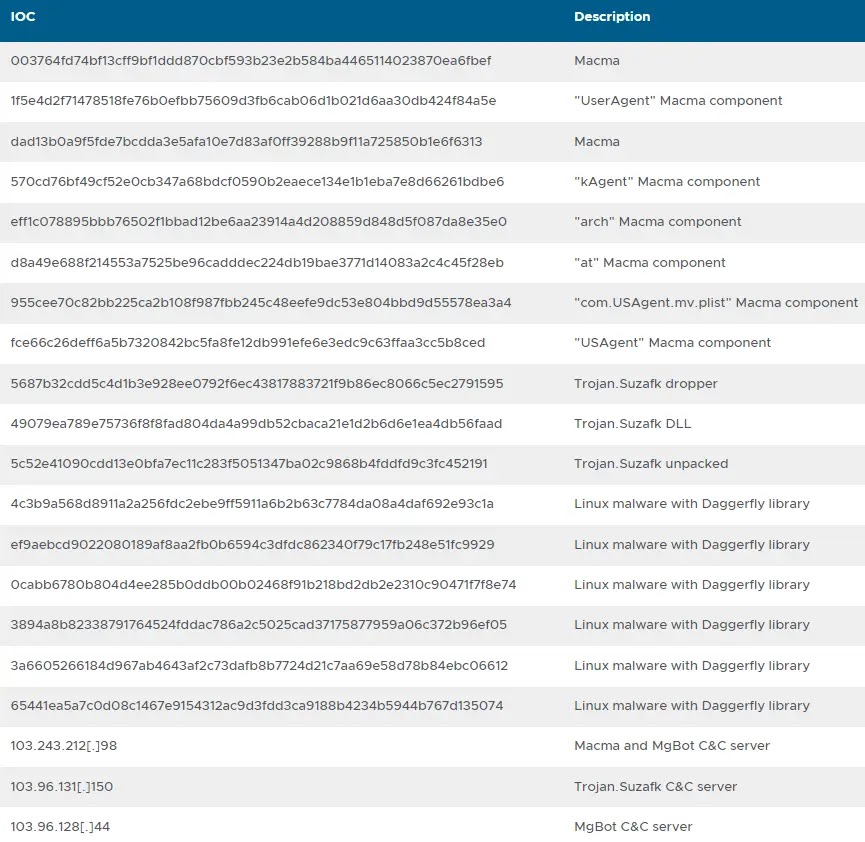 IOC Description
003764fd74bf13cff9bf1ddd870cbf593b23e2b584ba4465114023870ea6fbef Macma
1f5e4d2f71478518fe76b0efbb75609d3fb6cab06d1b021d6aa30db424f84a5e "UserAgent" Macma component
dad13b0a9f5fde7bcdda3e5afa10e7d83af0ff39288b9f11a725850b1e6f6313 Macma
570cd76bf49cf52e0cb347a68bdcf0590b2eaece134e1b1eba7e8d66261bdbe6 "kAgent" Macma component
eff1c078895bbb76502f1bbad12be6aa23914a4d208859d848d5f087da8e35e0 "arch" Macma component
d8a49e688f214553a7525be96cadddec224db19bae3771d14083a2c4c45f28eb "at" Macma component
955cee70c82bb225ca2b108f987fbb245c48eefe9dc53e804bbd9d55578ea3a4 "com.USAgent.mv.plist" Macma component
fce66c26deff6a5b7320842bc5fa8fe12db991efe6e3edc9c63ffaa3cc5b8ced "USAgent" Macma component
5687b32cdd5c4d1b3e928ee0792f6ec43817883721f9b86ec8066c5ec2791595 Trojan.Suzafk dropper
49079ea789e75736f8f8fad804da4a99db52cbaca21e1d2b6d6e1ea4db56faad Trojan.Suzafk DLL
5c52e41090cdd13e0bfa7ec11c283f5051347ba02c9868b4fddfd9c3fc452191 Trojan.Suzafk unpacked
4c3b9a568d8911a2a256fdc2ebe9ff5911a6b2b63c7784da08a4daf692e93c1a Linux malware with Daggerfly library
ef9aebcd9022080189af8aa2fb0b6594c3dfdc862340f79c17fb248e51fc9929 Linux malware with Daggerfly library
0cabb6780b804d4ee285b0ddb00b02468f91b218bd2db2e2310c90471f7f8e74 Linux malware with Daggerfly library
3894a8b82338791764524fddac786a2c5025cad37175877959a06c372b96ef05 Linux malware with Daggerfly library
3a6605266184d967ab4643af2c73dafb8b7724d21c7aa69e58d78b84ebc06612 Linux malware with Daggerfly library
65441ea5a7c0d08c1467e9154312ac9d3fdd3ca9188b4234b5944b767d135074 Linux malware with Daggerfly library
103.243.212[.]98 Macma and MgBot C&C server
103.96.131[.]150 Trojan.Suzafk C&C server
103.96.128[.]44 MgBot C&C server